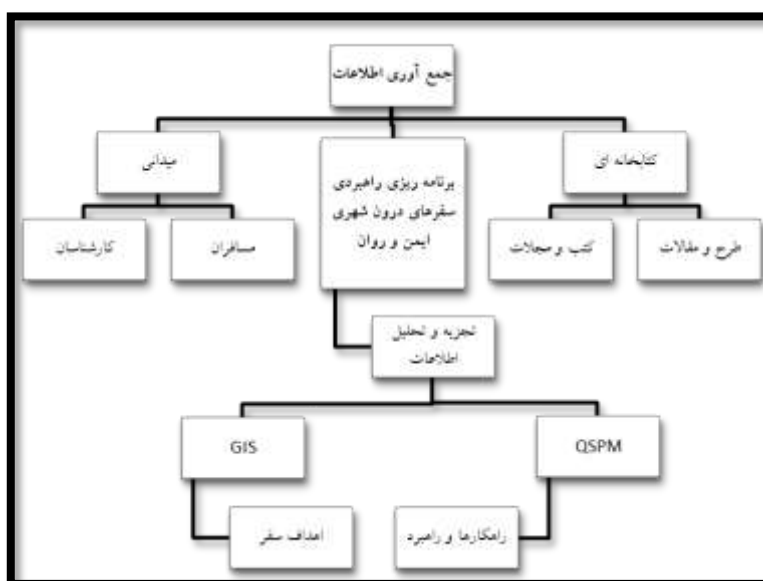 جمع آوری اطلاعات
کتابخانه ای
برنامه ریزی راهبردی
سفرهای درون شهری
ایمن و روان
میدانی
طرح و مقالات
کتب و مجلات
مسافران
کارشناسان
تجزیه و تحلیل
اطلاعات
QSPM
GIS
راهکارها و راهبرد
اهداف سفر